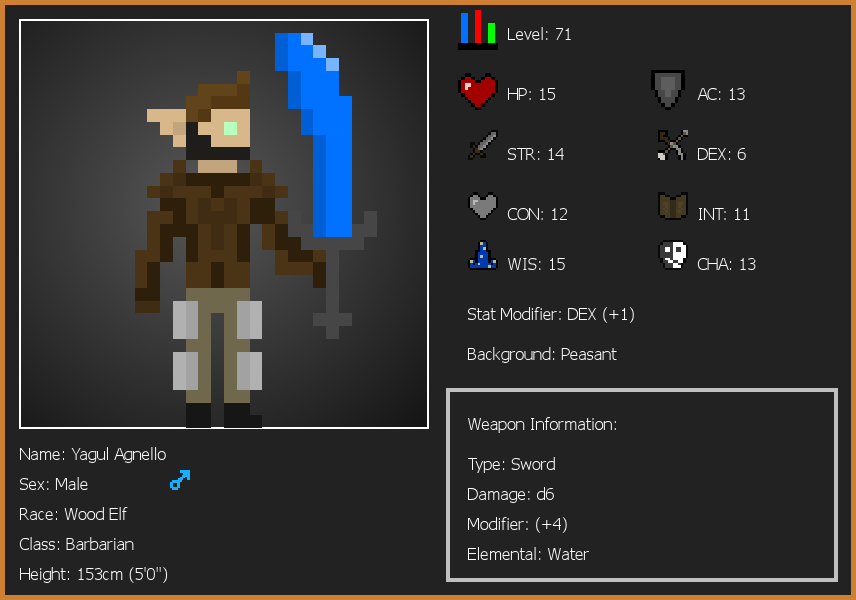 Level: 71
HP: 15
AC: 13
STR: 14
DEX: 6
CON: 12
INT: 11
WIS: 15
CHA: 13
Stat Modifier: DEX (+1)
Background: Peasant
Weapon Information:
Type: Sword
Damage: d6
Modifier: (+4)
Elemental: Water
Name: Yagul Agnello
Sex: Male
Race: Wood Elf
Class: Barbarian
Height: 153cm (5'0")